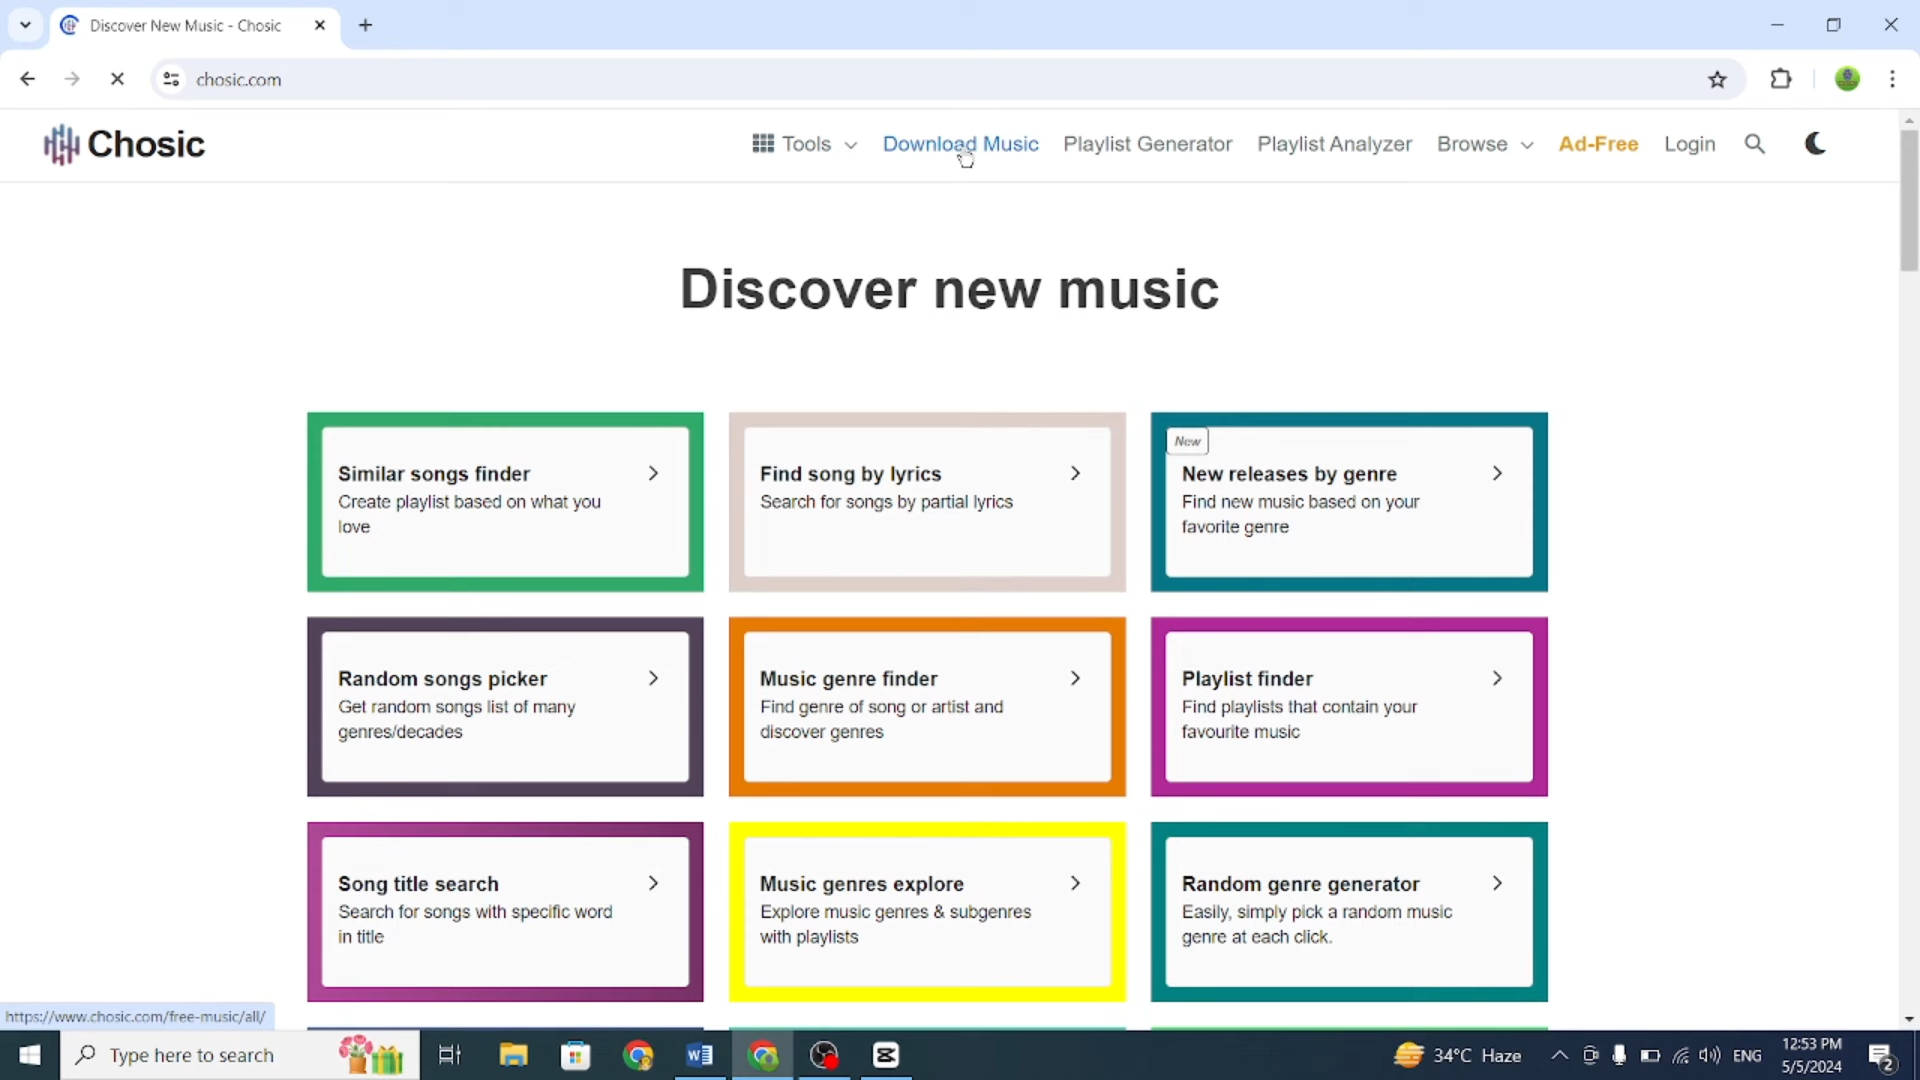 Discover New Music - Chosic
chosic.com
Chosic
Tools
Download Music
Playlist Generator
Playlist Analyzer
Browse
Ad-Free
Login
Discover new music
Similar songs finder
Create playlist based on what you
love
Find song by lyrics
Search for songs by partial lyrics
New
New releases by genre
Find new music based on your
favorite genre
Random songs picker
Get random songs list of many
genres/decades
Music genre finder
Find genre of song or artist and
discover genres
Playlist finder
Find playlists that contain your
favourite music
Song title search
Search for songs with specific word
in title
Music genres explore
Explore music genres & subgenres
with playlists
Random genre generator
Easily, simply pick a random music
genre at each click.
https://www.chosic.com/free-music/all/
Type here to search
34°C Haze
ENG
12:53 PM
5/5/2024
2